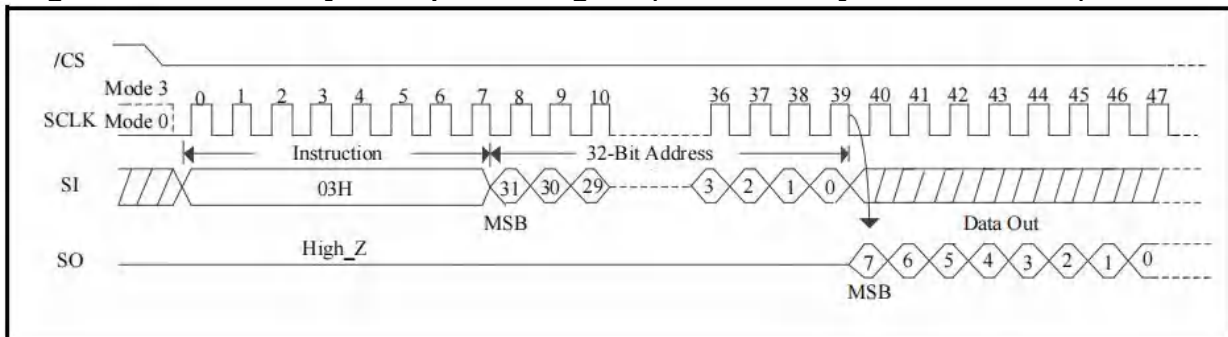 /CS
Mode 3
SCLK Mode 0
0 1 2 3 4 5 6 7 8 9 10 36 37 38 39 40 41 42 43 44 45 46 47
Instruction
32-Bit Address
SI
03H
31 30 29 3 2 1 0
MSB
Data Out
SO
High_Z
7 6 5 4 3 2 1 0
MSB